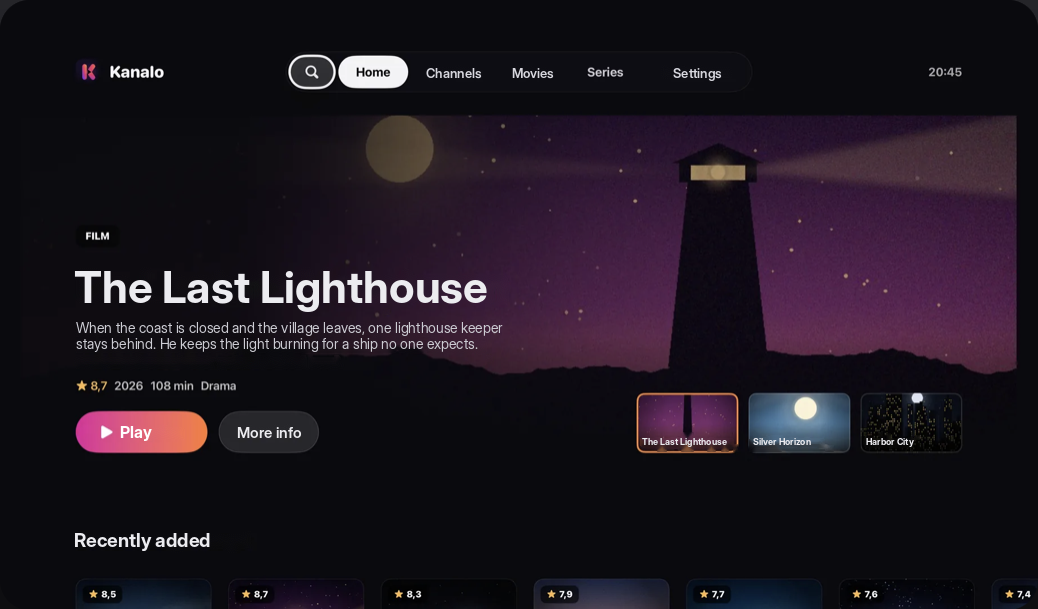 Kanalo
Home
Channels
Movies
Series
Settings
20:45
FILM
The Last Lighthouse
When the coast is closed and the village leaves, one lighthouse keeper
stays behind. He keeps the light burning for a ship no one expects.
8,7 2026 108 min Drama
Play
More info
The Last Lighthouse
Silver Horizon
Harbor City
Recently added
8,5
8,7
8,3
7,9
7,7
7,6
7,4